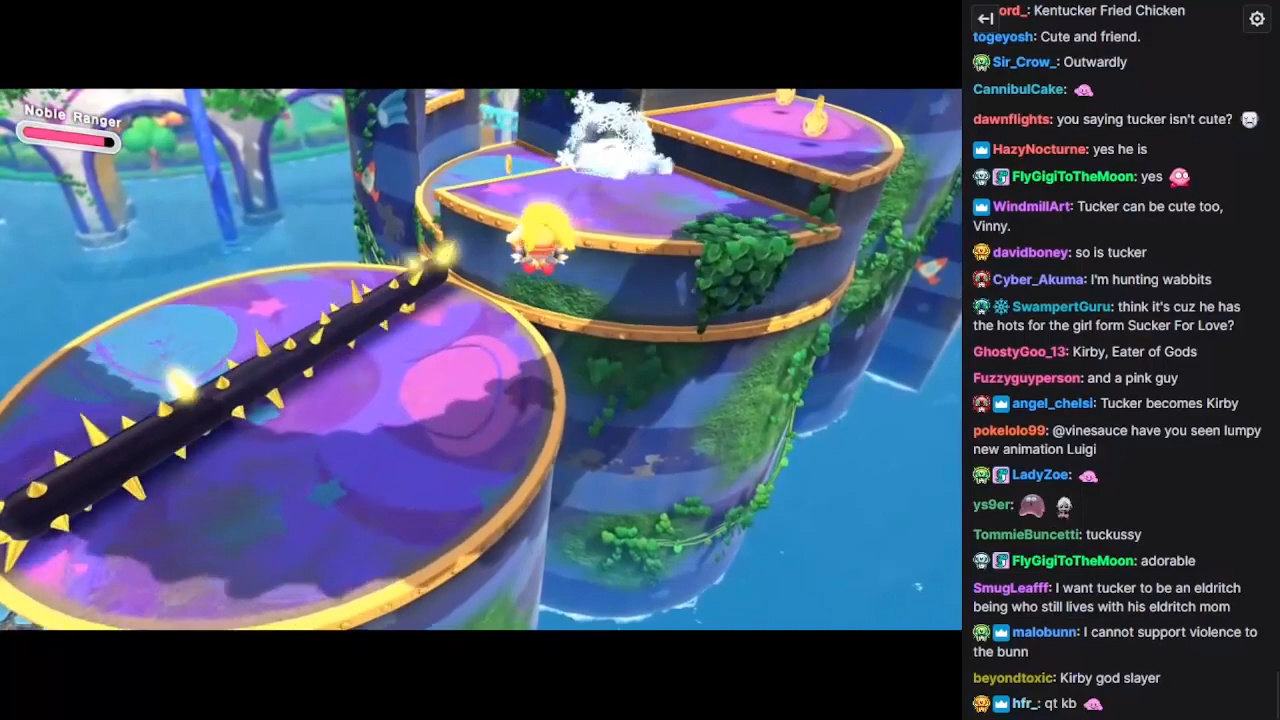 ord_: Kentucker Fried Chicken
togeyosh: Cute and friend.
Sir_Crow_: Outwardly
CannibulCake:
dawnflights: you saying tucker isn't cute?
HazyNocturne: yes he is
FlyGigiToTheMoon: yes
WindmillArt: Tucker can be cute too,
Vinny.
davidboney: so is tucker
Cyber_Akuma: I'm hunting wabbits
SwampertGuru: think it's cuz he has
the hots for the girl form Sucker For Love?
GhostyGoo_13: Kirby, Eater of Gods
Fuzzyguyperson: and a pink guy
angel_chelsi: Tucker becomes Kirby
pokelolo99: @vinesauce have you seen lumpy
new animation Luigi
LadyZoe:
ys9er:
TommieBuncetti: tuckussy
FlyGigiToTheMoon: adorable
SmugLeafff: I want tucker to be an eldritch
being who still lives with his eldritch mom
malobunn: I cannot support violence to
the bunn
beyondtoxic: Kirby god slayer
hfr_: qt kb
Noble Ranger